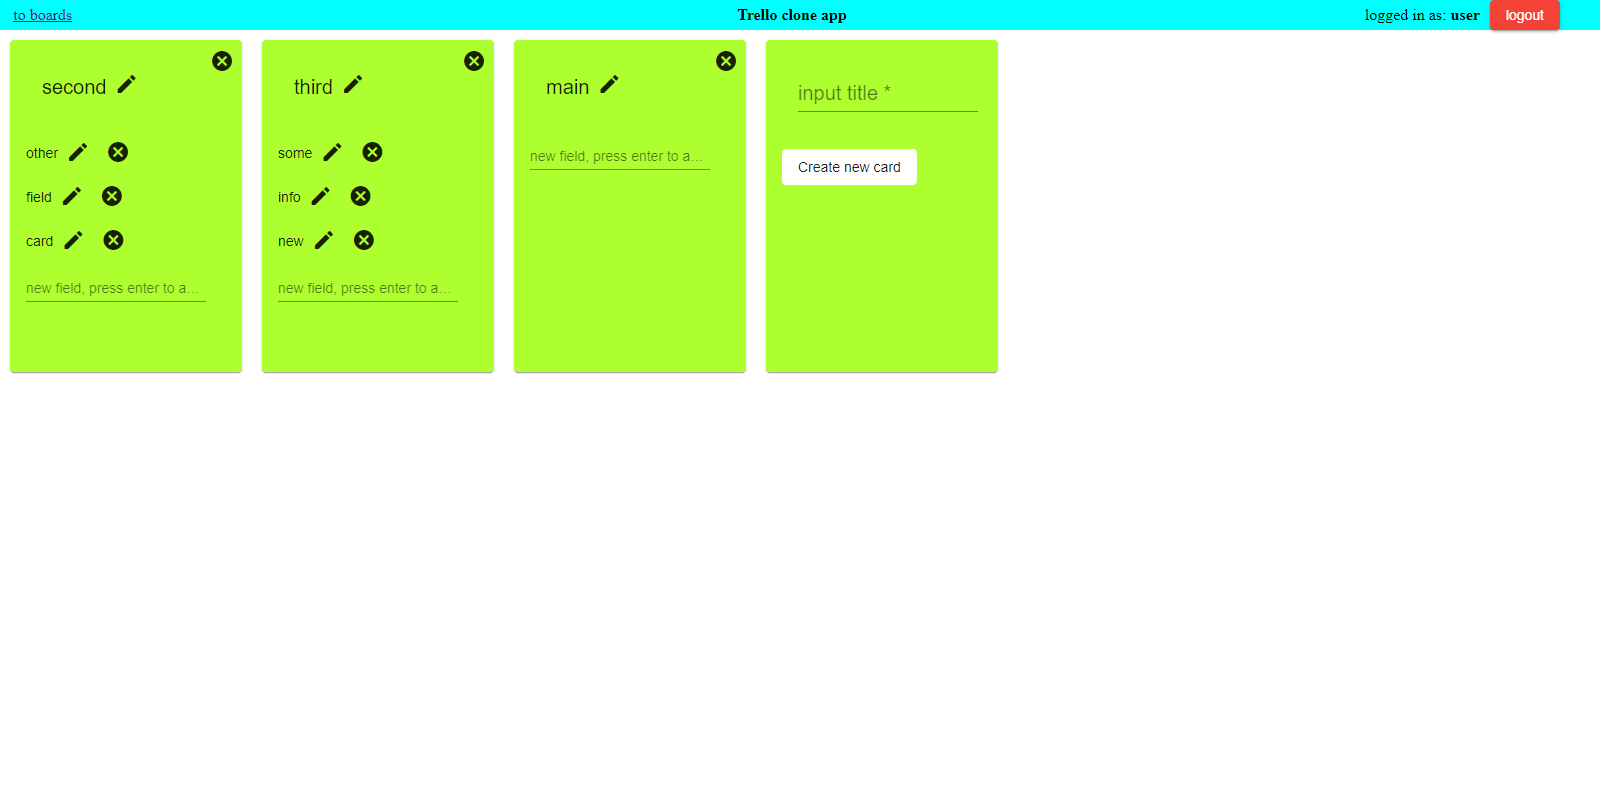 to boards
Trello clone app
logged in as: user
logout
second
other
field
card
new field, press enter to a...
third
some
info
new
new field, press enter to a...
main
new field, press enter to a...
input title *
Create new card